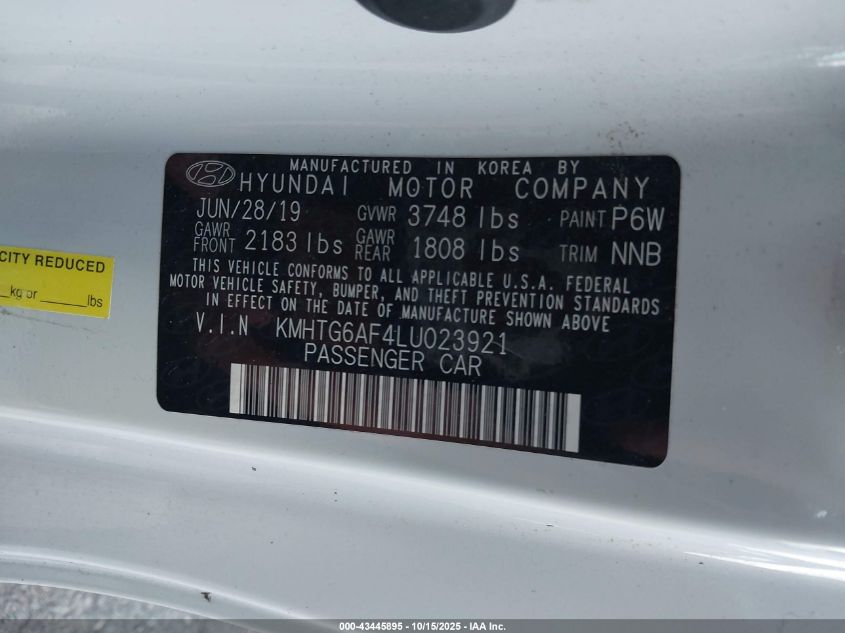 MANUFACTURED IN KOREA BY
HYUNDAI MOTOR COMPANY
JUN/28/19 GVWR 3748 lbs PAINT P6W
GAWR FRONT 2183 lbs GAWR REAR 1808 lbs TRIM NNB
THIS VEHICLE CONFORMS TO ALL APPLICABLE U.S.A. FEDERAL
MOTOR VEHICLE SAFETY, BUMPER, AND THEFT PREVENTION STANDARDS
IN EFFECT ON THE DATE OF MANUFACTURE SHOWN ABOVE
V.I.N KMHTG6AF4LU023921
PASSENGER CAR
CITY REDUCED
__kg or ______lbs
000-43445895 - 10/15/2025 - IAA Inc.